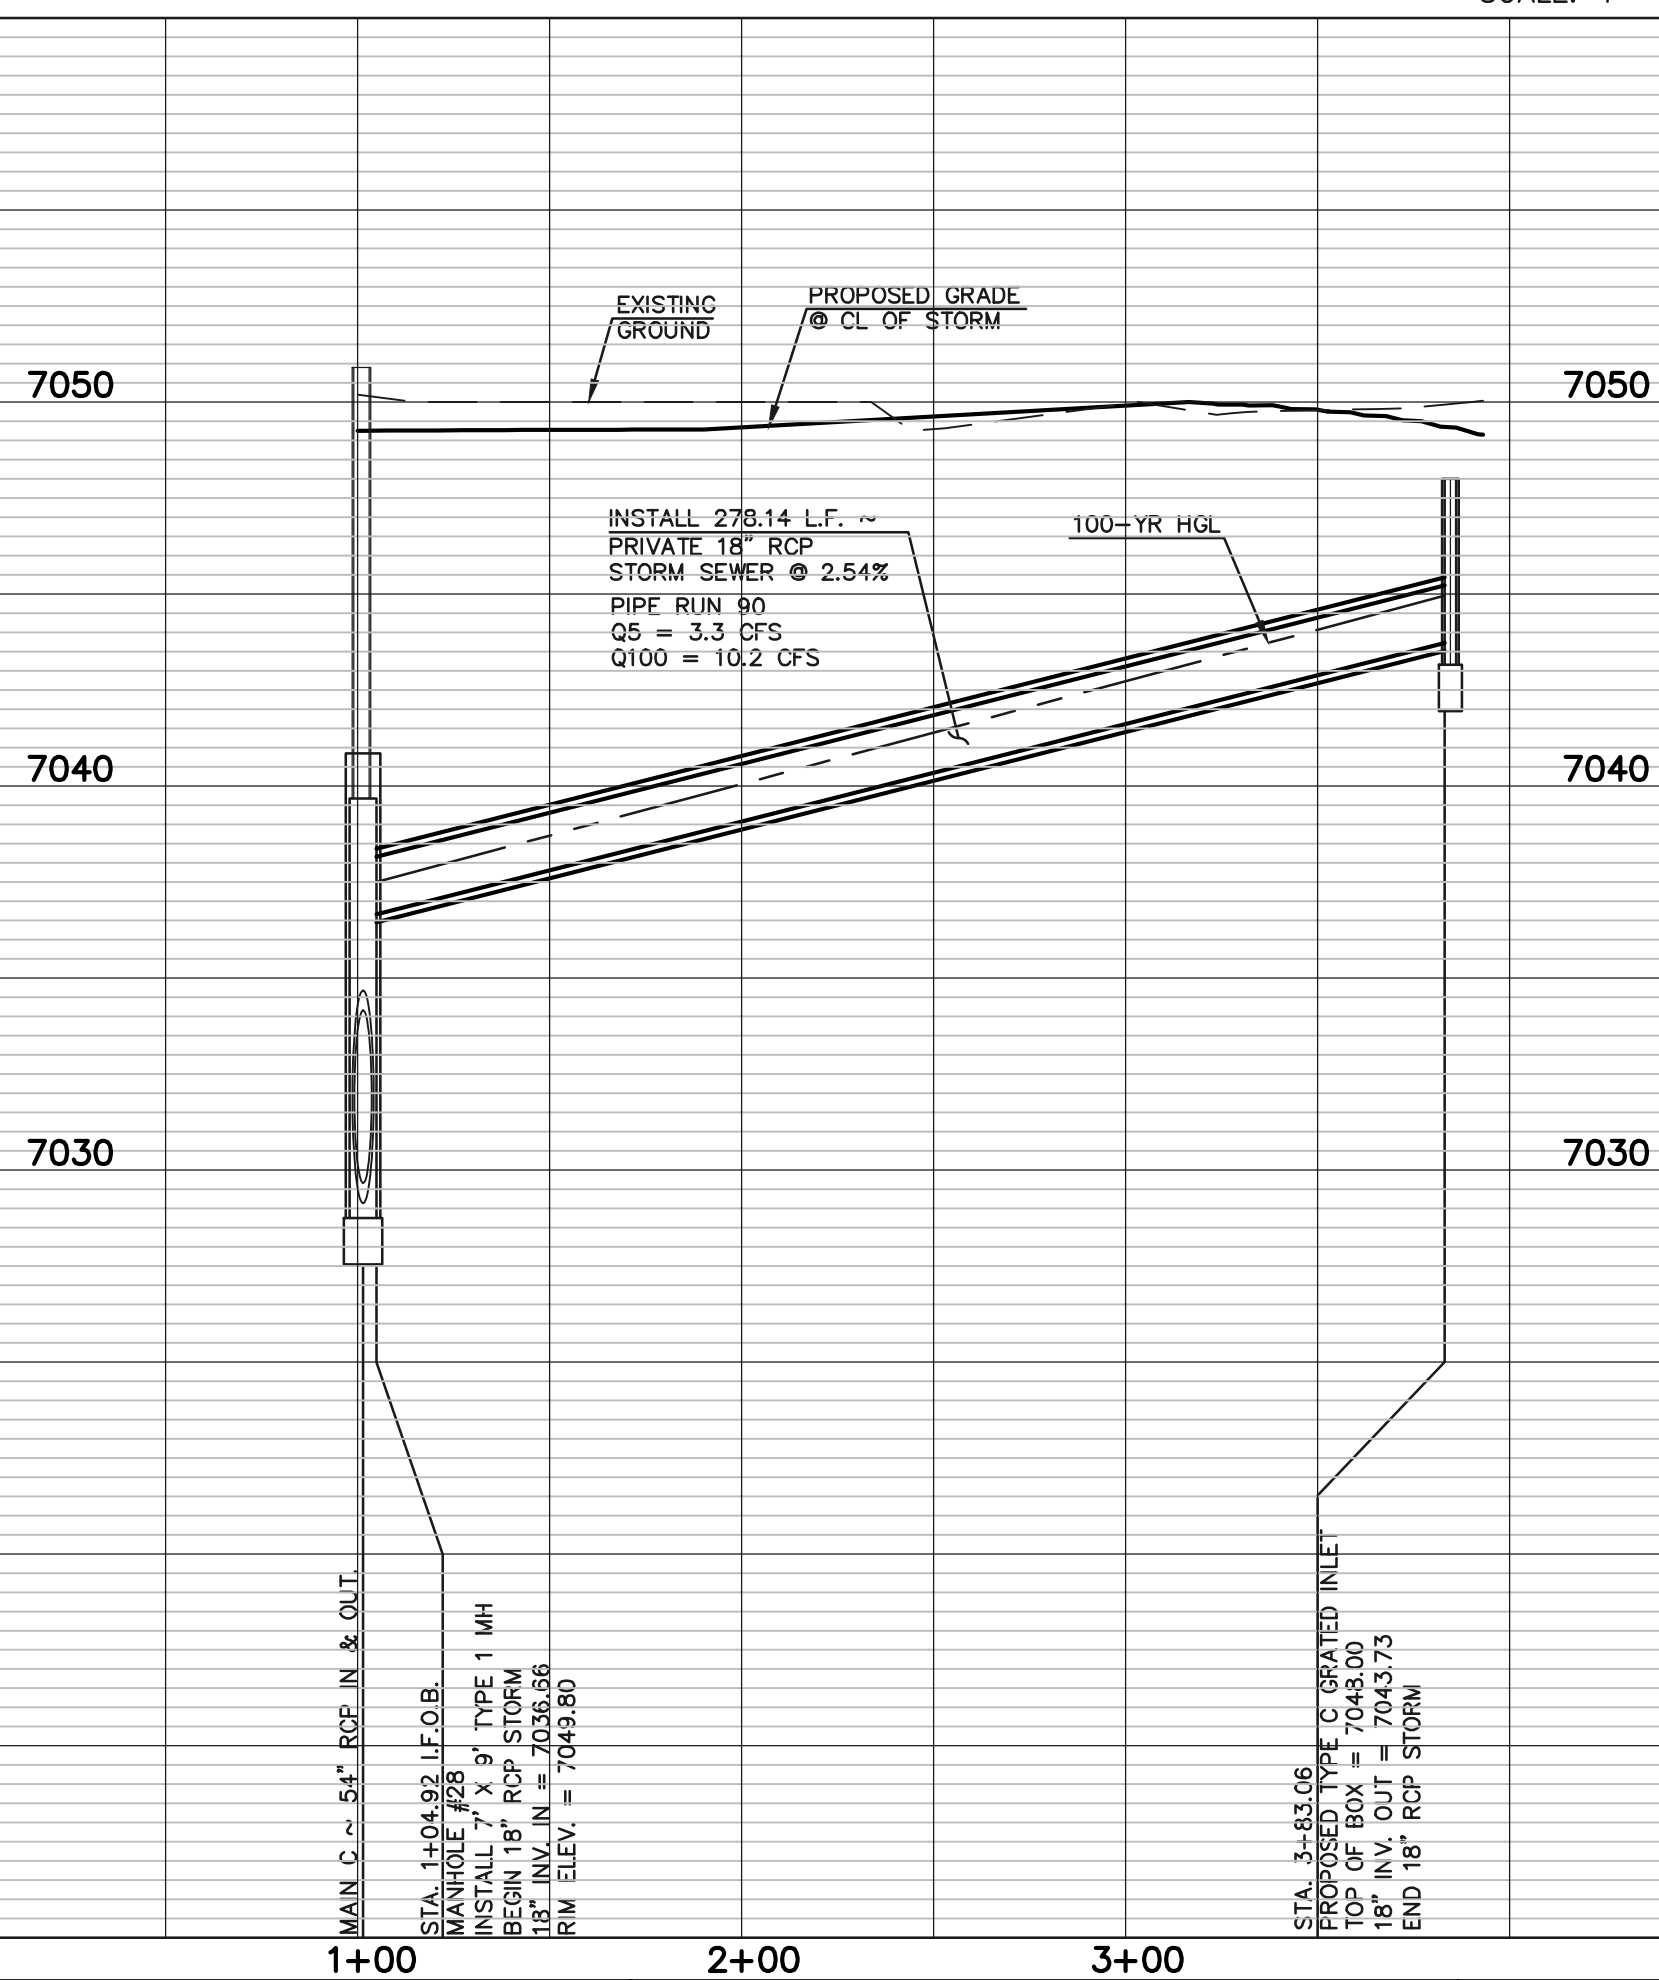 EXISTING
GROUND
PROPOSED GRADE
@ CL OF STORM
7050
7050
INSTALL 278.14 L.F. ~
PRIVATE 18" RCP
STORM SEWER @ 2.54%
PIPE RUN 90
Q5 = 3.3 CFS
Q100 = 10.2 CFS
100-YR HGL
7040
7040
7030
7030
MAIN C ~ 54" RCP IN & OUT.
STA. 1+04.92 I.F.O.B.
MANHOLE #28
INSTALL 7' X 9' TYPE 1 MH
BEGIN 18" RCP STORM
18" INV. IN = 7036.66
RIM ELEV. = 7049.80
STA. 3+83.06
PROPOSED TYPE C GRATED INLET
TOP OF BOX = 7048.00
18" INV. OUT = 7043.73
END 18" RCP STORM
1+00
2+00
3+00